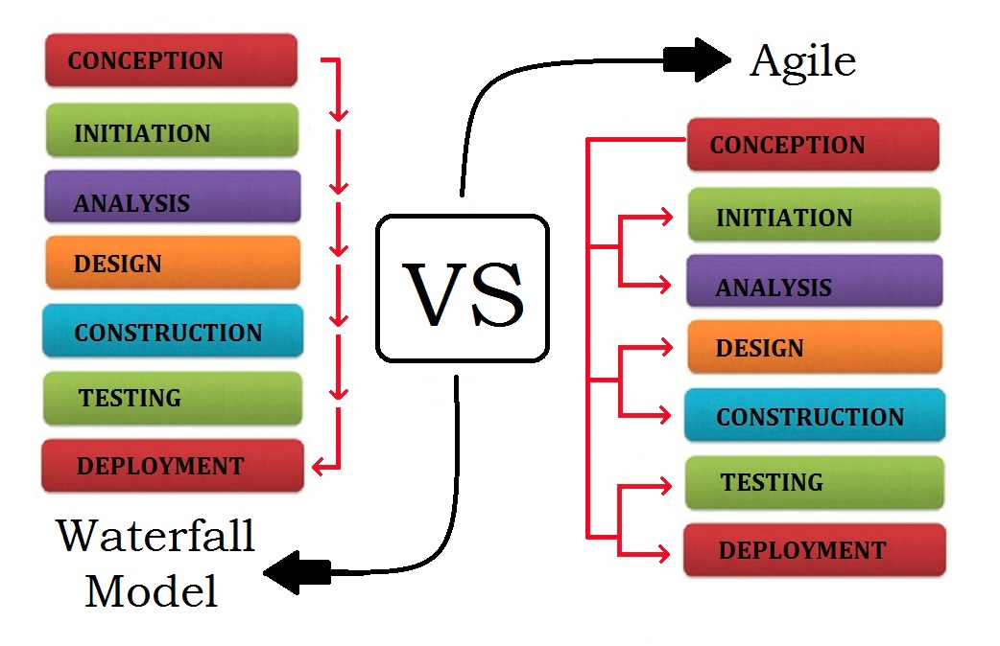 CONCEPTION
INITIATION
ANALYSIS
DESIGN
CONSTRUCTION
TESTING
DEPLOYMENT
Waterfall
Model
VS
Agile
CONCEPTION
INITIATION
ANALYSIS
DESIGN
CONSTRUCTION
TESTING
DEPLOYMENT